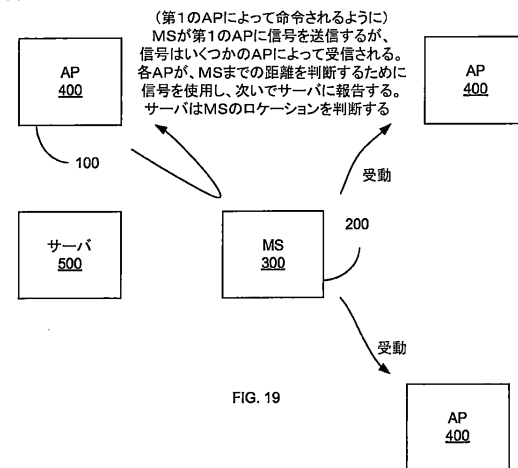 (第1のAPによって命令されるように)
MSが第1のAPに信号を送信するが、
信号はいくつかのAPによって受信される。
各APが、MSまでの距離を判断するために
信号を使用し、次いでサーバに報告する。
サーバはMSのロケーションを判断する
AP
400
AP
400
100
受動
サーバ
500
MS
300
200
受動
FIG. 19
AP
400